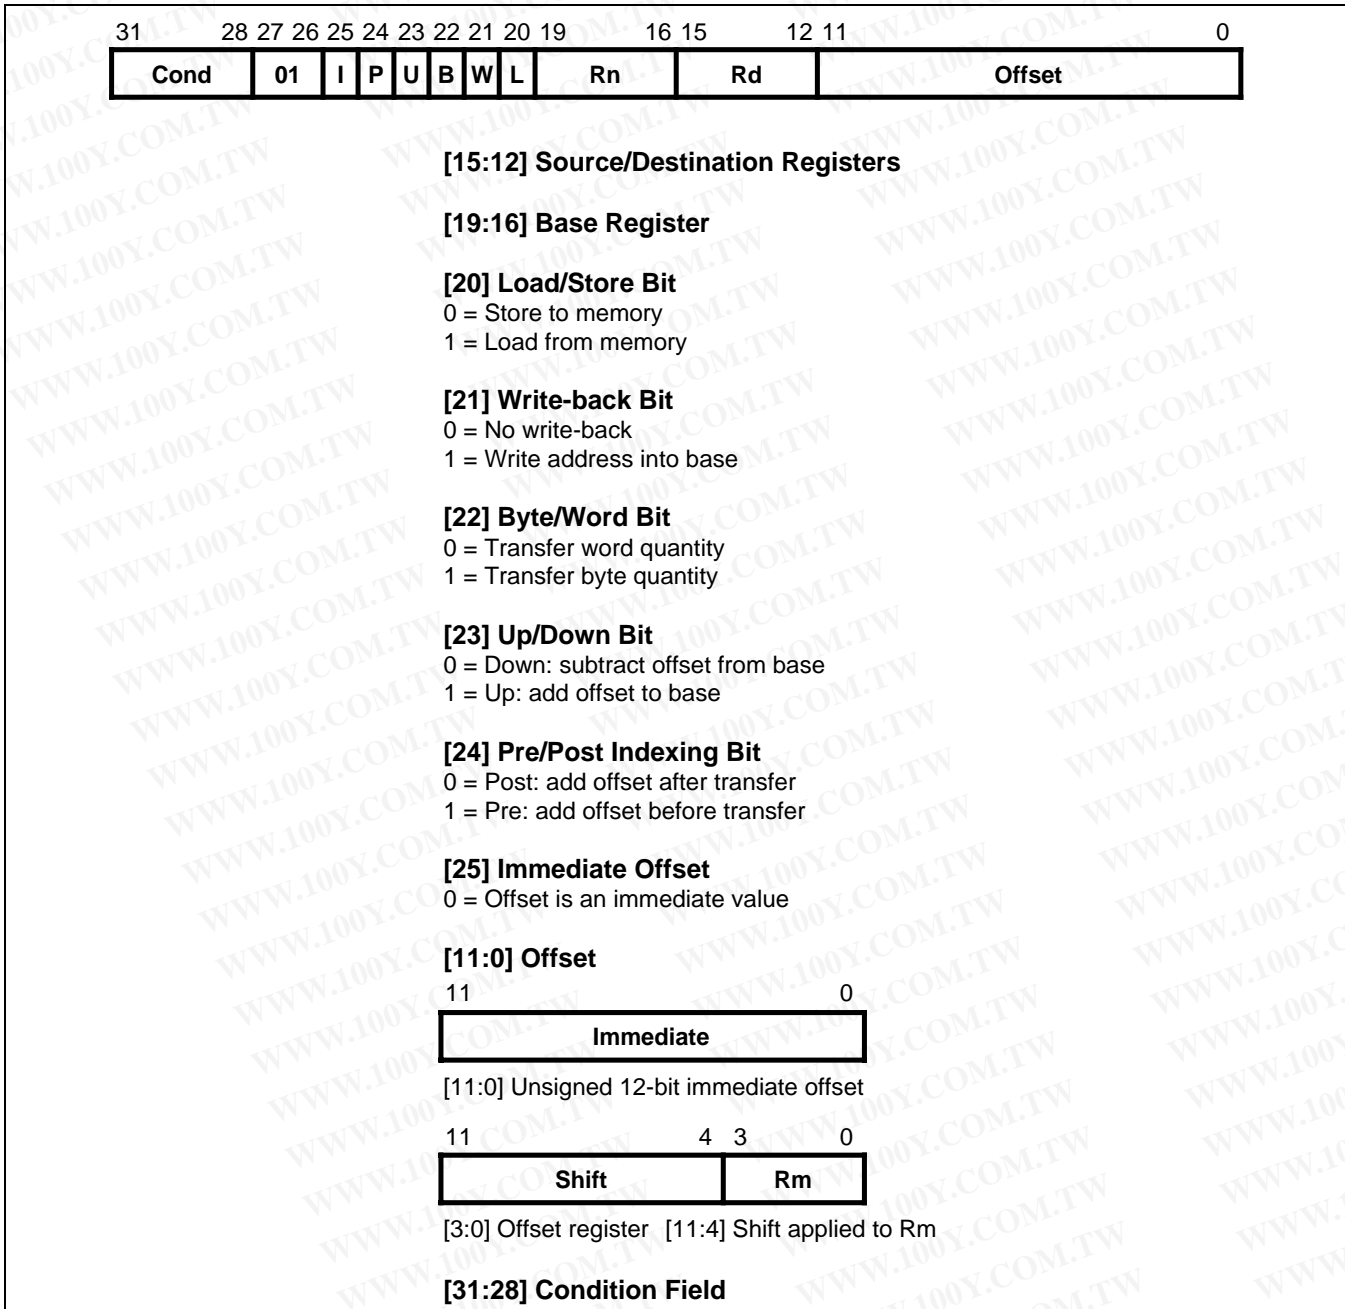 31 28 27 26 25 24 23 22 21 20 19 16 15 12 11 0
Cond 01 I P U B W L Rn Rd Offset
[15:12] Source/Destination Registers
[19:16] Base Register
[20] Load/Store Bit
0 = Store to memory
1 = Load from memory
[21] Write-back Bit
0 = No write-back
1 = Write address into base
[22] Byte/Word Bit
0 = Transfer word quantity
1 = Transfer byte quantity
[23] Up/Down Bit
0 = Down: subtract offset from base
1 = Up: add offset to base
[24] Pre/Post Indexing Bit
0 = Post: add offset after transfer
1 = Pre: add offset before transfer
[25] Immediate Offset
0 = Offset is an immediate value
[11:0] Offset
11 0
Immediate
[11:0] Unsigned 12-bit immediate offset
11 4 3 0
Shift Rm
[3:0] Offset register [11:4] Shift applied to Rm
[31:28] Condition Field
WWW.100Y.COM.TW